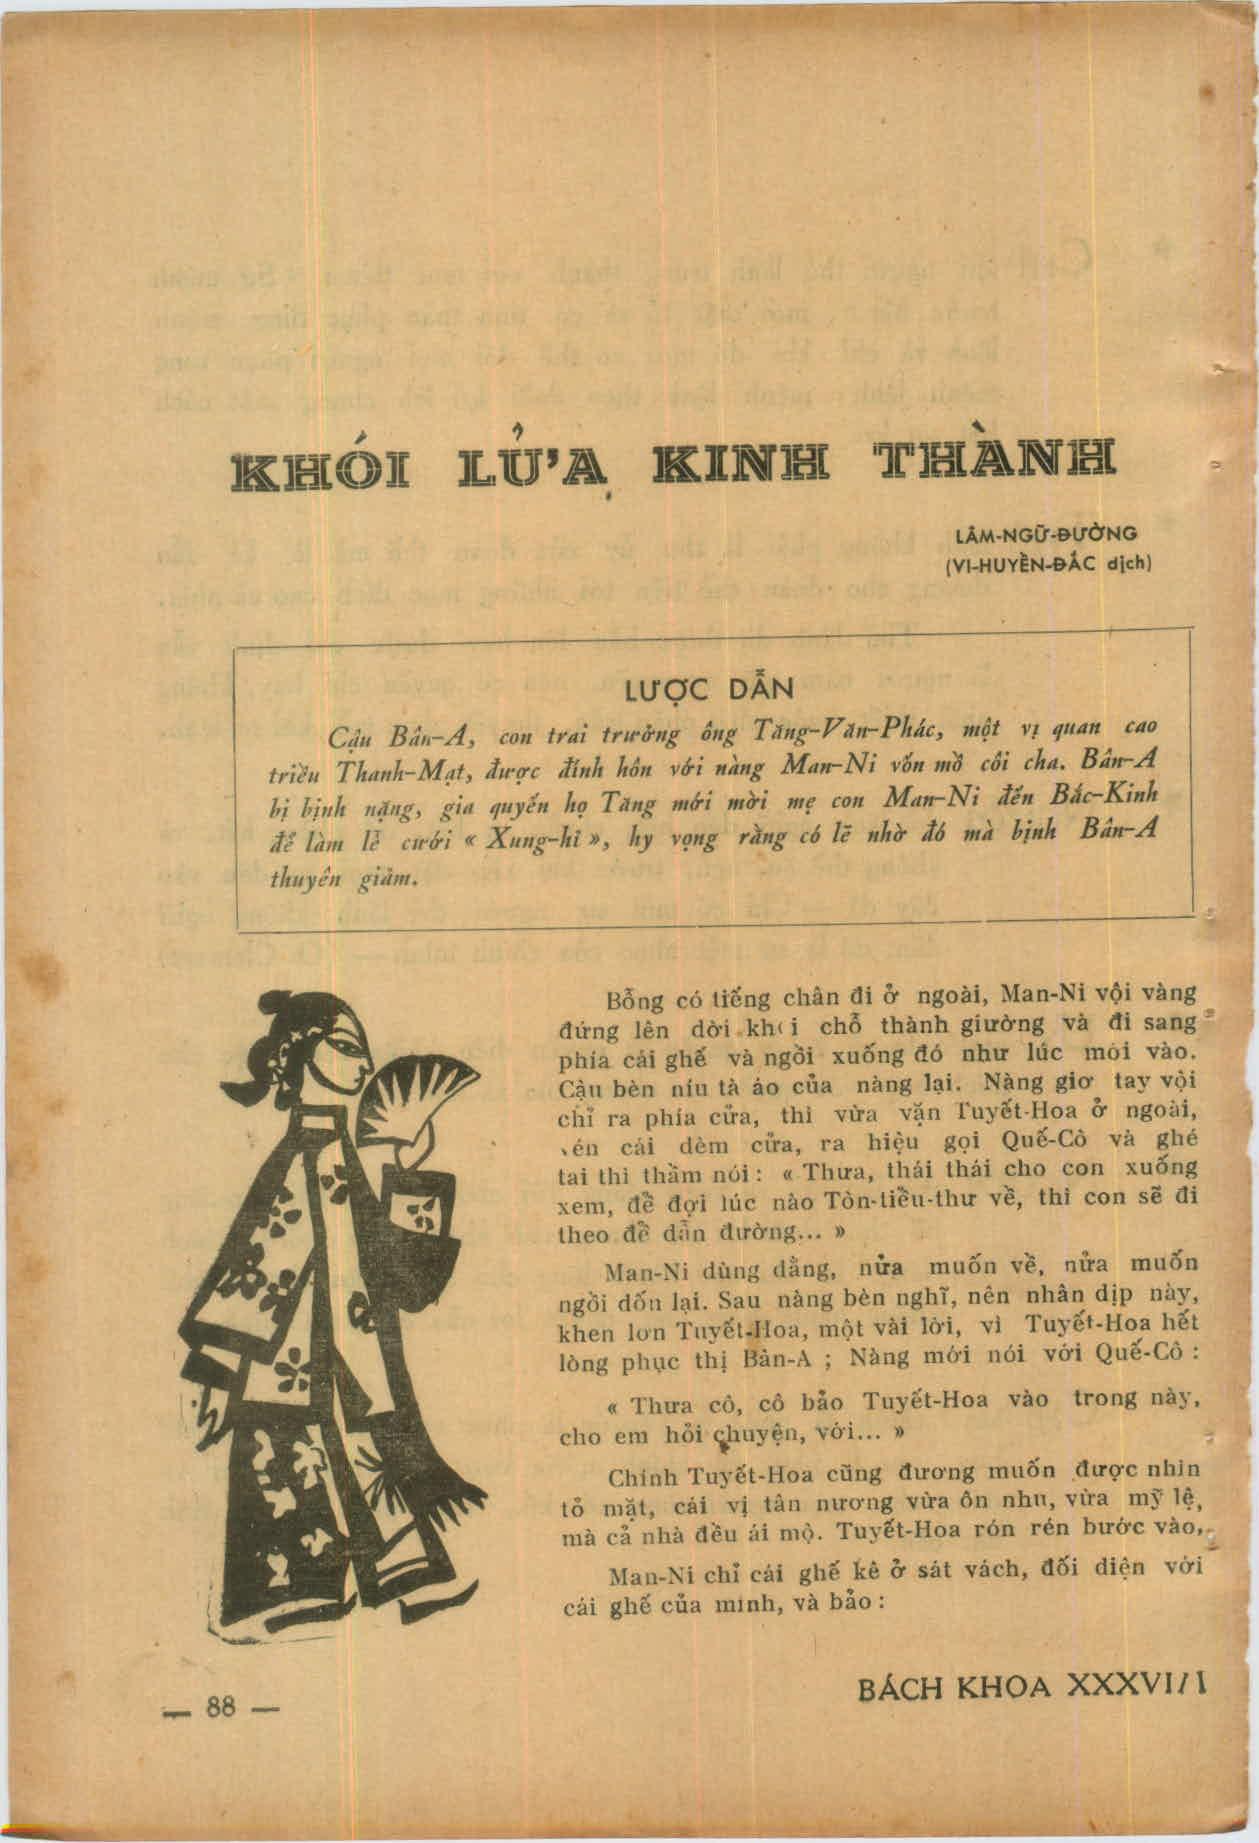 KHÓI LỬA KINH THÀNH
LÂM-NGỮ-ĐƯỜNG
(VI-HUYỀN-ĐẮC dịch)
LƯỢC DẪN
Cậu Bân-A, con trai trưởng ông Tăng-Văn-Phác, một vị quan cao
triều Thanh-Mạt, được đính hôn với nàng Man-Ni vốn mồ côi cha. Bân-A
bị bịnh nặng, gia quyến họ Tăng mới mời mẹ con Man-Ni đến Bắc-Kinh
để làm lễ cưới « Xung-hỉ », hy vọng rằng có lẽ nhờ đó mà bịnh Bân-A
thuyên giảm.
Bỗng có tiếng chân đi ở ngoài, Man-Ni vội vàng
đứng lên dời chỗ thành giường và đi sang
phía cái ghế và ngồi xuống đó như lúc mới vào.
Cậu bèn níu tà áo của nàng lại. Nàng giơ tay vội
chỉ ra phía cửa, thì vừa vặn Tuyết-Hoa ở ngoài,
vén cái dèm cửa, ra hiệu gọi Quế-Cô và ghé
tai thì thầm nói : « Thưa, thái thái cho con xuống
xem, để đợi lúc nào Tòn-tiểu-thư về, thì con sẽ đi
theo để dẫn đường... »
Man-Ni dùng dằng, nửa muốn về, nửa muốn
ngồi dốn lại. Sau nàng bèn nghĩ, nên nhân dịp này,
khen lơn Tuyết-Hoa, một vài lời, vì Tuyết-Hoa hết
lòng phục thị Bân-A ; Nàng mới nói với Quế-Cô :
« Thưa cô, cô bảo Tuyết-Hoa vào trong này,
cho em hỏi chuyện, với... »
Chính Tuyết-Hoa cũng đương muốn được nhìn
tỏ mặt, cái vị tân nương vừa ôn nhu, vừa mỹ lệ,
mà cả nhà đều ái mộ. Tuyết-Hoa rón rén bước vào.
Man-Ni chỉ cái ghế kê ở sát vách, đối diện với
cái ghế của mình, và bảo :
— 88 —
BÁCH KHOA XXXVI/1